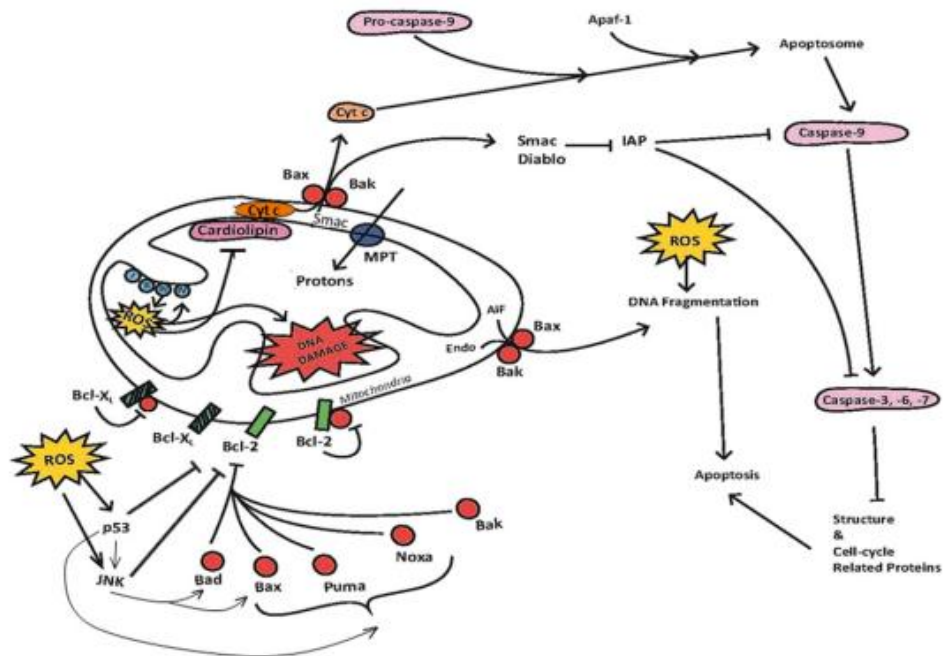 Pro-caspase-9
Apaf-1
Apoptosome
Cyt c
Smac
Diablo
IAP
Caspase-9
Bax
Bak
Cyt c
Smac
Cardiolipin
MPT
Protons
ROS
ROS
DNA Fragmentation
DNA
DAMAGE
AIF
Endo
Bax
Bak
Mitochondria
Bcl-XL
Bcl-XL
Bcl-2
Bcl-2
Caspase-3, -6, -7
ROS
Apoptosis
p53
JNK
Bad
Bax
Puma
Noxa
Bak
Structure
&
Cell-cycle
Related Proteins